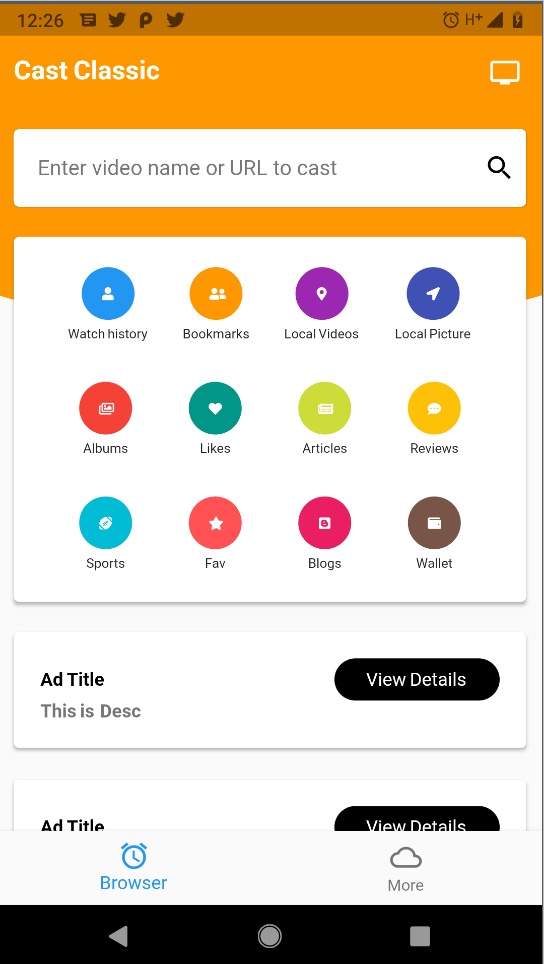 12:26 H+
Cast Classic
Enter video name or URL to cast
Watch history Bookmarks Local Videos Local Picture
Albums Likes Articles Reviews
Sports Fav Blogs Wallet
Ad Title View Details
This is Desc
Ad Title View Details
Browser More